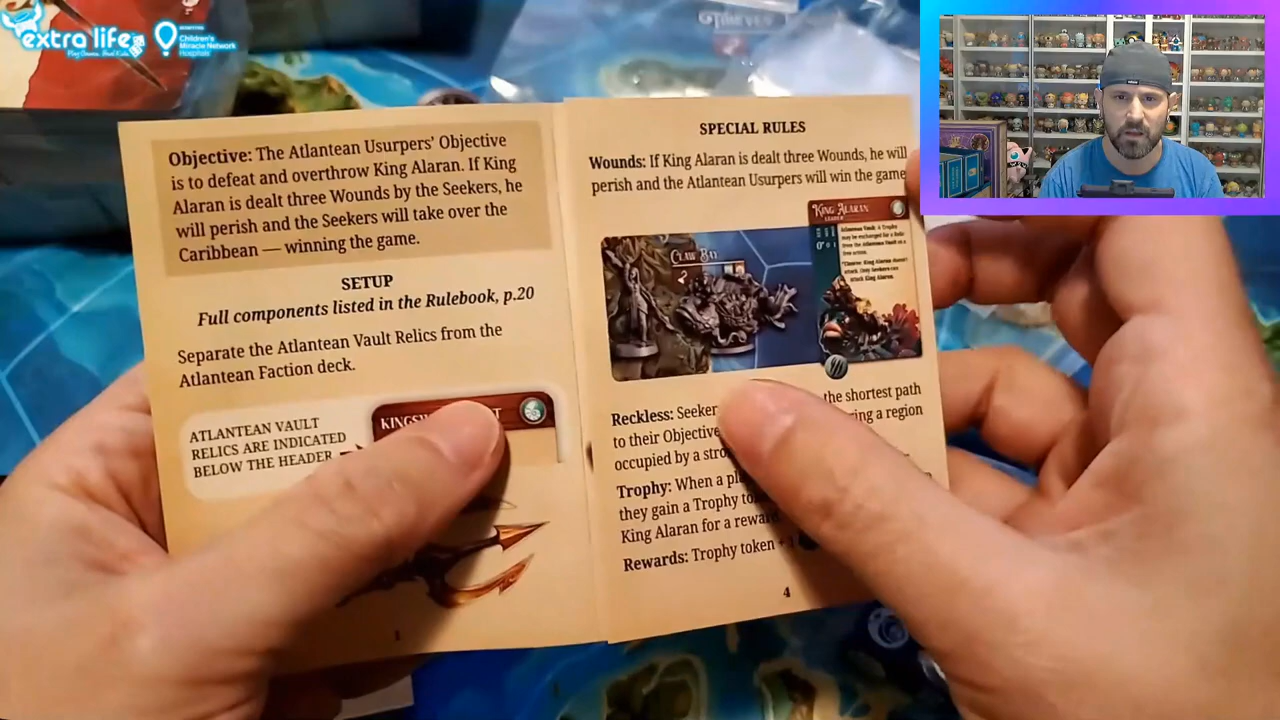 extra life
Play Games. Heal Kids.
Children's
Miracle Network
Hospitals
Objective: The Atlantean Usurpers' Objective
is to defeat and overthrow King Alaran. If King
Alaran is dealt three Wounds by the Seekers, he
will perish and the Seekers will take over the
Caribbean — winning the game.
SETUP
Full components listed in the Rulebook, p.20
Separate the Atlantean Vault Relics from the
Atlantean Faction deck.
ATLANTEAN VAULT
RELICS ARE INDICATED
BELOW THE HEADER
SPECIAL RULES
Wounds: If King Alaran is dealt three Wounds, he will
perish and the Atlantean Usurpers will win the game
CLAW BAY
2
KING ALARAN
LEADER
Reckless: the shortest path
to their Objective
occupied by a
Trophy: When a
they gain a Trophy
King Alaran for a reward
Rewards: Trophy token
4